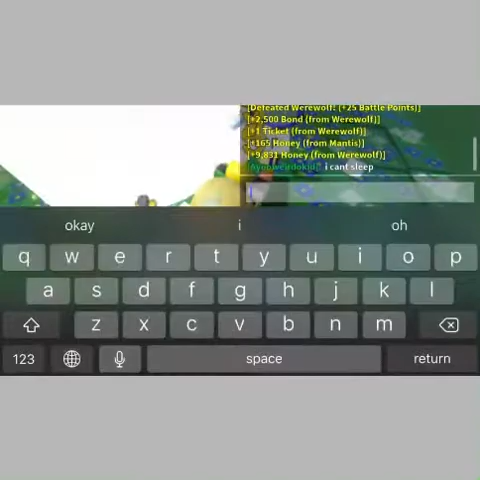 [Defeated Werewolf! (+25 Battle Points)]
[+2,500 Bond (from Werewolf)]
[+1 Ticket (from Werewolf)]
[+165 Honey (from Mantis)]
[+9,831 Honey (from Werewolf)]
i cant sleep
okay i oh
q w e r t y u i o p
a s d f g h j k l
z x c v b n m
123 space return